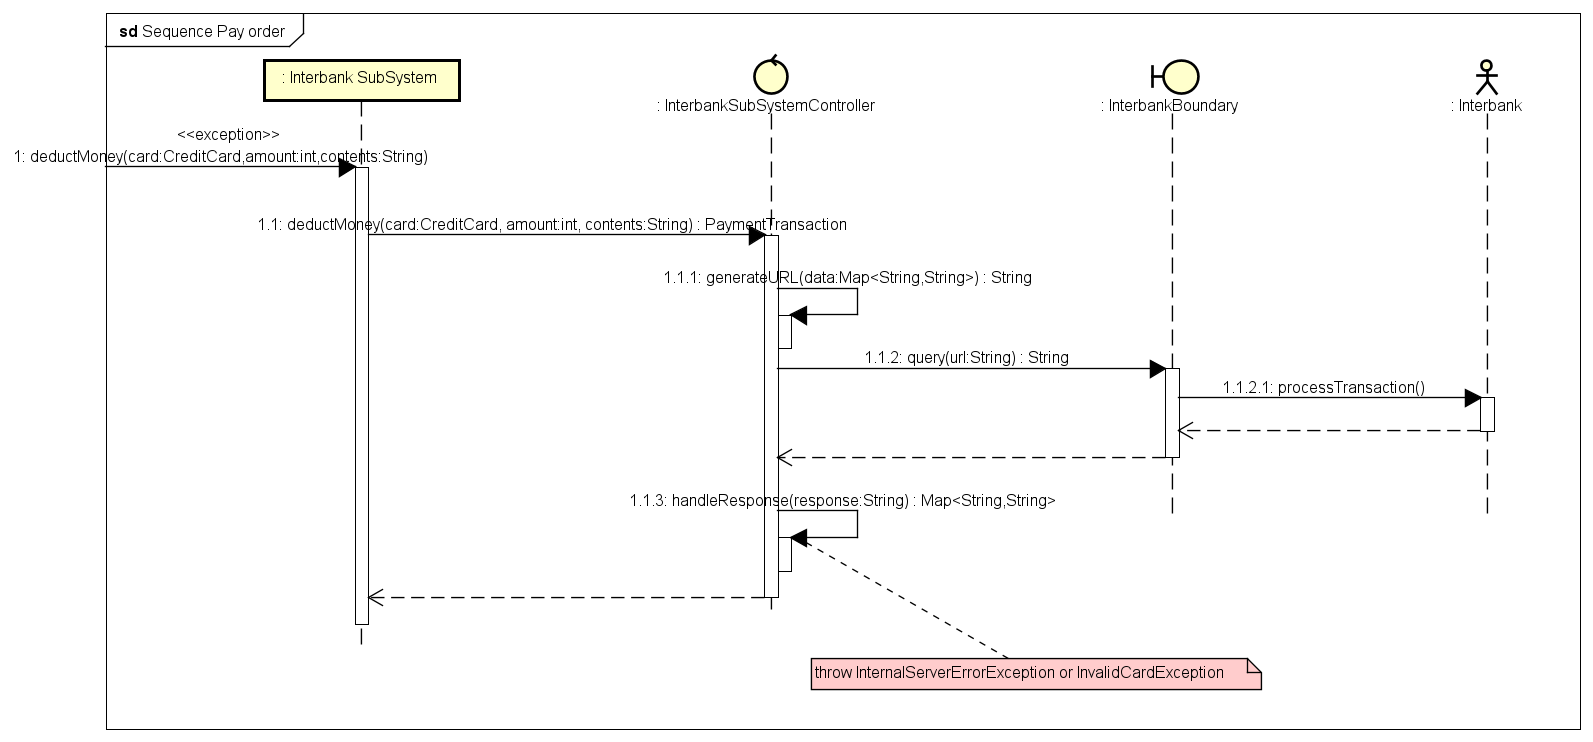 sd Sequence Pay order
: Interbank SubSystem
: InterbankSubSystemController
: InterbankBoundary
: Interbank
<<exception>>
1: deductMoney(card:CreditCard,amount:int,contents:String)
1.1: deductMoney(card:CreditCard, amount:int, contents:String) : PaymentTransaction
1.1.1: generateURL(data:Map<String,String>) : String
1.1.2: query(url:String) : String
1.1.2.1: processTransaction()
1.1.3: handleResponse(response:String) : Map<String,String>
throw InternalServerErrorException or InvalidCardException